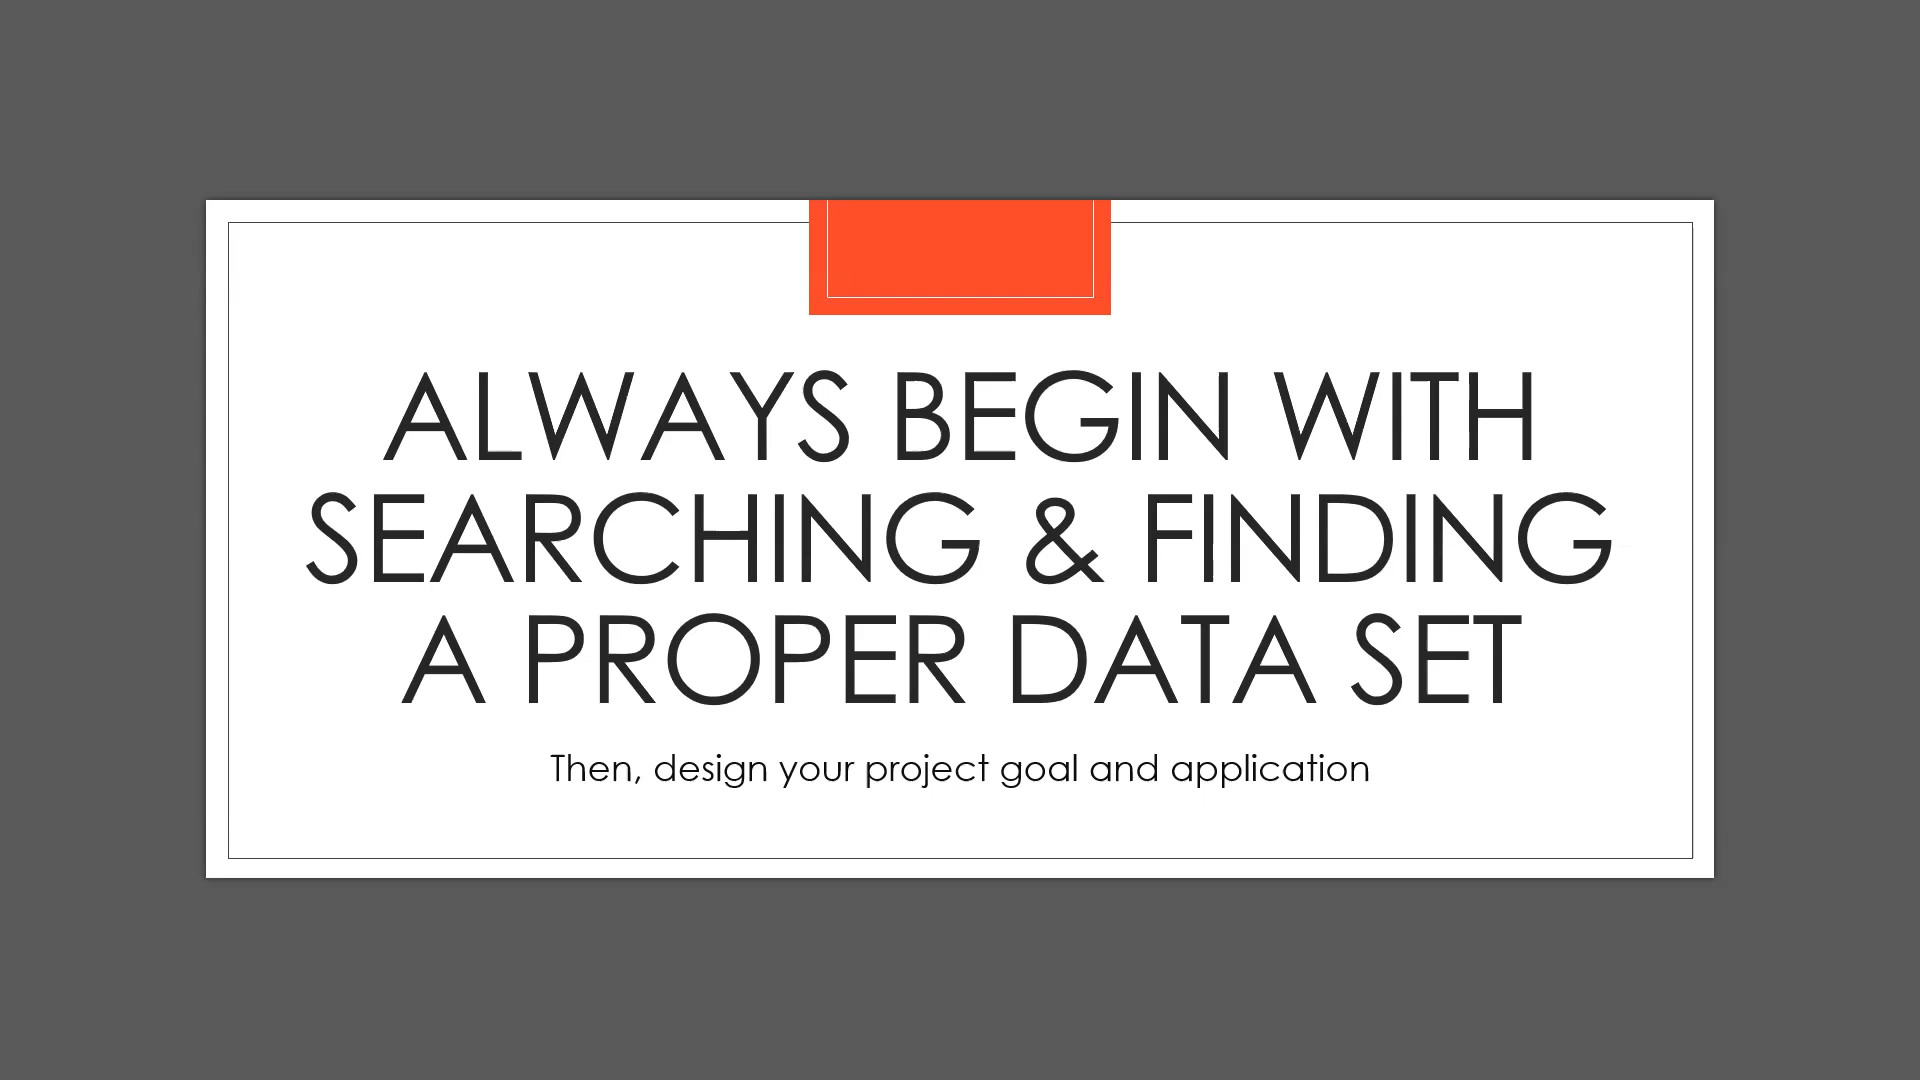 ALWAYS BEGIN WITH
SEARCHING & FINDING
A PROPER DATA SET
Then, design your project goal and application